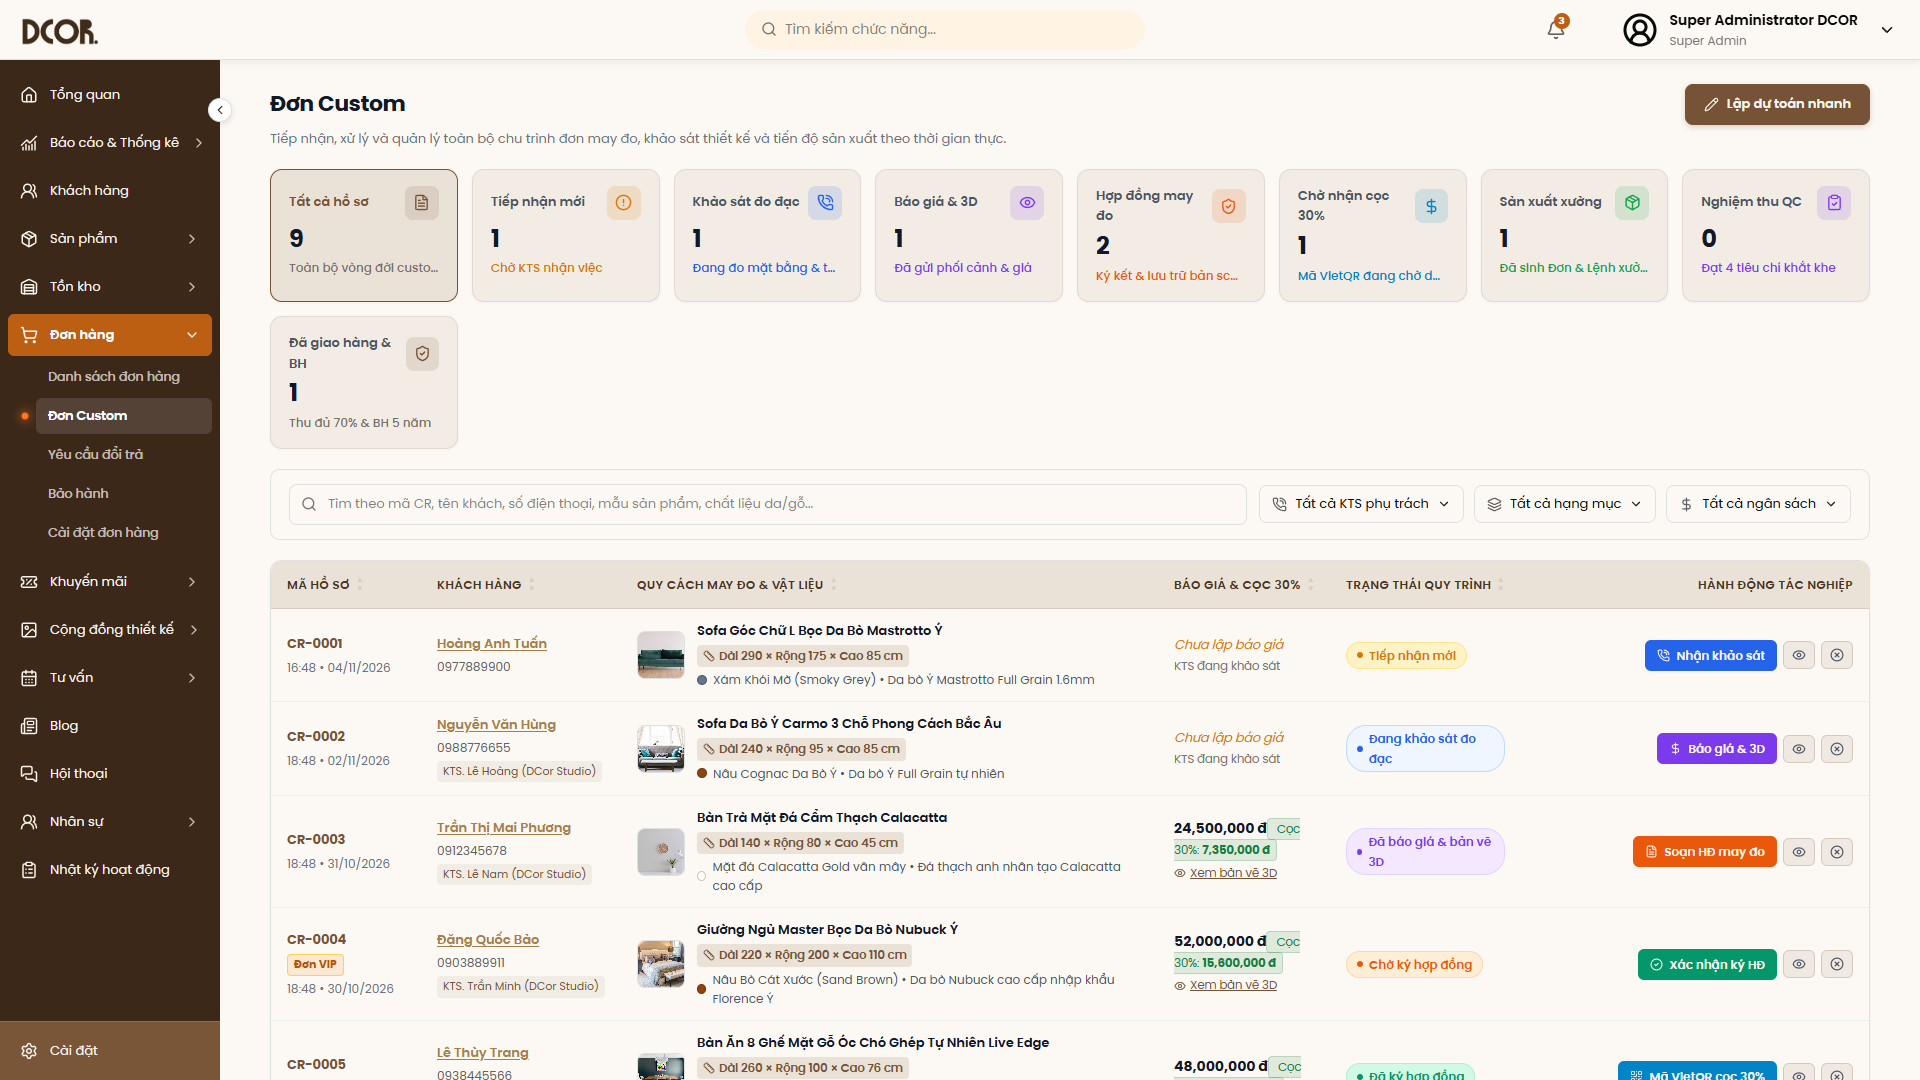 DCOR.
Tìm kiếm chức năng...
3
Super Administrator DCOR
Super Admin
Tổng quan
Báo cáo & Thống kê
Khách hàng
Sản phẩm
Tồn kho
Đơn hàng
Danh sách đơn hàng
Đơn Custom
Yêu cầu đổi trả
Bảo hành
Cài đặt đơn hàng
Khuyến mãi
Cộng đồng thiết kế
Tư vấn
Blog
Hội thoại
Nhân sự
Nhật ký hoạt động
Cài đặt
Đơn Custom
Lập dự toán nhanh
Tiếp nhận, xử lý và quản lý toàn bộ chu trình đơn may đo, khảo sát thiết kế và tiến độ sản xuất theo thời gian thực.
Tất cả hồ sơ
9
Toàn bộ vòng đời custo...
Tiếp nhận mới
1
Chờ KTS nhận việc
Khảo sát đo đạc
1
Đang đo mặt bằng & t...
Báo giá & 3D
1
Đã gửi phối cảnh & giá
Hợp đồng may đo
2
Ký kết & lưu trữ bản sc...
Chờ nhận cọc 30%
1
Mã VietQR đang chờ d...
Sản xuất xưởng
1
Đã sinh Đơn & Lệnh xưở...
Nghiệm thu QC
0
Đạt 4 tiêu chí khắt khe
Đã giao hàng & BH
1
Thu đủ 70% & BH 5 năm
Tìm theo mã CR, tên khách, số điện thoại, mẫu sản phẩm, chất liệu da/gỗ...
Tất cả KTS phụ trách
Tất cả hạng mục
Tất cả ngân sách
MÃ HỒ SƠ
KHÁCH HÀNG
QUY CÁCH MAY ĐO & VẬT LIỆU
BÁO GIÁ & CỌC 30%
TRẠNG THÁI QUY TRÌNH
HÀNH ĐỘNG TÁC NGHIỆP
CR-0001
16:48 • 04/11/2026
Hoàng Anh Tuấn
0977889900
Sofa Góc Chữ L Bọc Da Bò Mastrotto Ý
Dài 290 × Rộng 175 × Cao 85 cm
Xám Khói Mờ (Smoky Grey) • Da bò Ý Mastrotto Full Grain 1.6mm
Chưa lập báo giá
KTS đang khảo sát
Tiếp nhận mới
Nhận khảo sát
CR-0002
18:48 • 02/11/2026
Nguyễn Văn Hùng
0988776655
KTS. Lê Hoàng (DCor Studio)
Sofa Da Bò Ý Carmo 3 Chỗ Phong Cách Bắc Âu
Dài 240 × Rộng 95 × Cao 85 cm
Nâu Cognac Da Bò Ý • Da bò Ý Full Grain tự nhiên
Chưa lập báo giá
KTS đang khảo sát
Đang khảo sát đo đạc
Báo giá & 3D
CR-0003
18:48 • 31/10/2026
Trần Thị Mai Phương
0912345678
KTS. Lê Nam (DCor Studio)
Bàn Trà Mặt Đá Cẩm Thạch Calacatta
Dài 140 × Rộng 80 × Cao 45 cm
Mặt đá Calacatta Gold vân mây • Đá thạch anh nhân tạo Calacatta
cao cấp
24,500,000 đ Cọc
30%: 7,350,000 đ
Xem bản vẽ 3D
Đã báo giá & bản vẽ 3D
Soạn HĐ may đo
CR-0004
Đơn VIP
18:48 • 30/10/2026
Đặng Quốc Bảo
0903889911
KTS. Trần Minh (DCor Studio)
Giường Ngủ Master Bọc Da Bò Nubuck Ý
Dài 220 × Rộng 200 × Cao 110 cm
Nâu Bò Cát Xước (Sand Brown) • Da bò Nubuck cao cấp nhập khẩu
Florence Ý
52,000,000 đ Cọc
30%: 15,600,000 đ
Xem bản vẽ 3D
Chờ ký hợp đồng
Xác nhận ký HĐ
CR-0005
Lê Thùy Trang
0938445566
Bàn Ăn 8 Ghế Mặt Gỗ Óc Chó Ghép Tự Nhiên Live Edge
Dài 260 × Rộng 100 × Cao 76 cm
48,000,000 đ Cọc
Đã ký hợp đồng
Mã VietQR cọc 30%